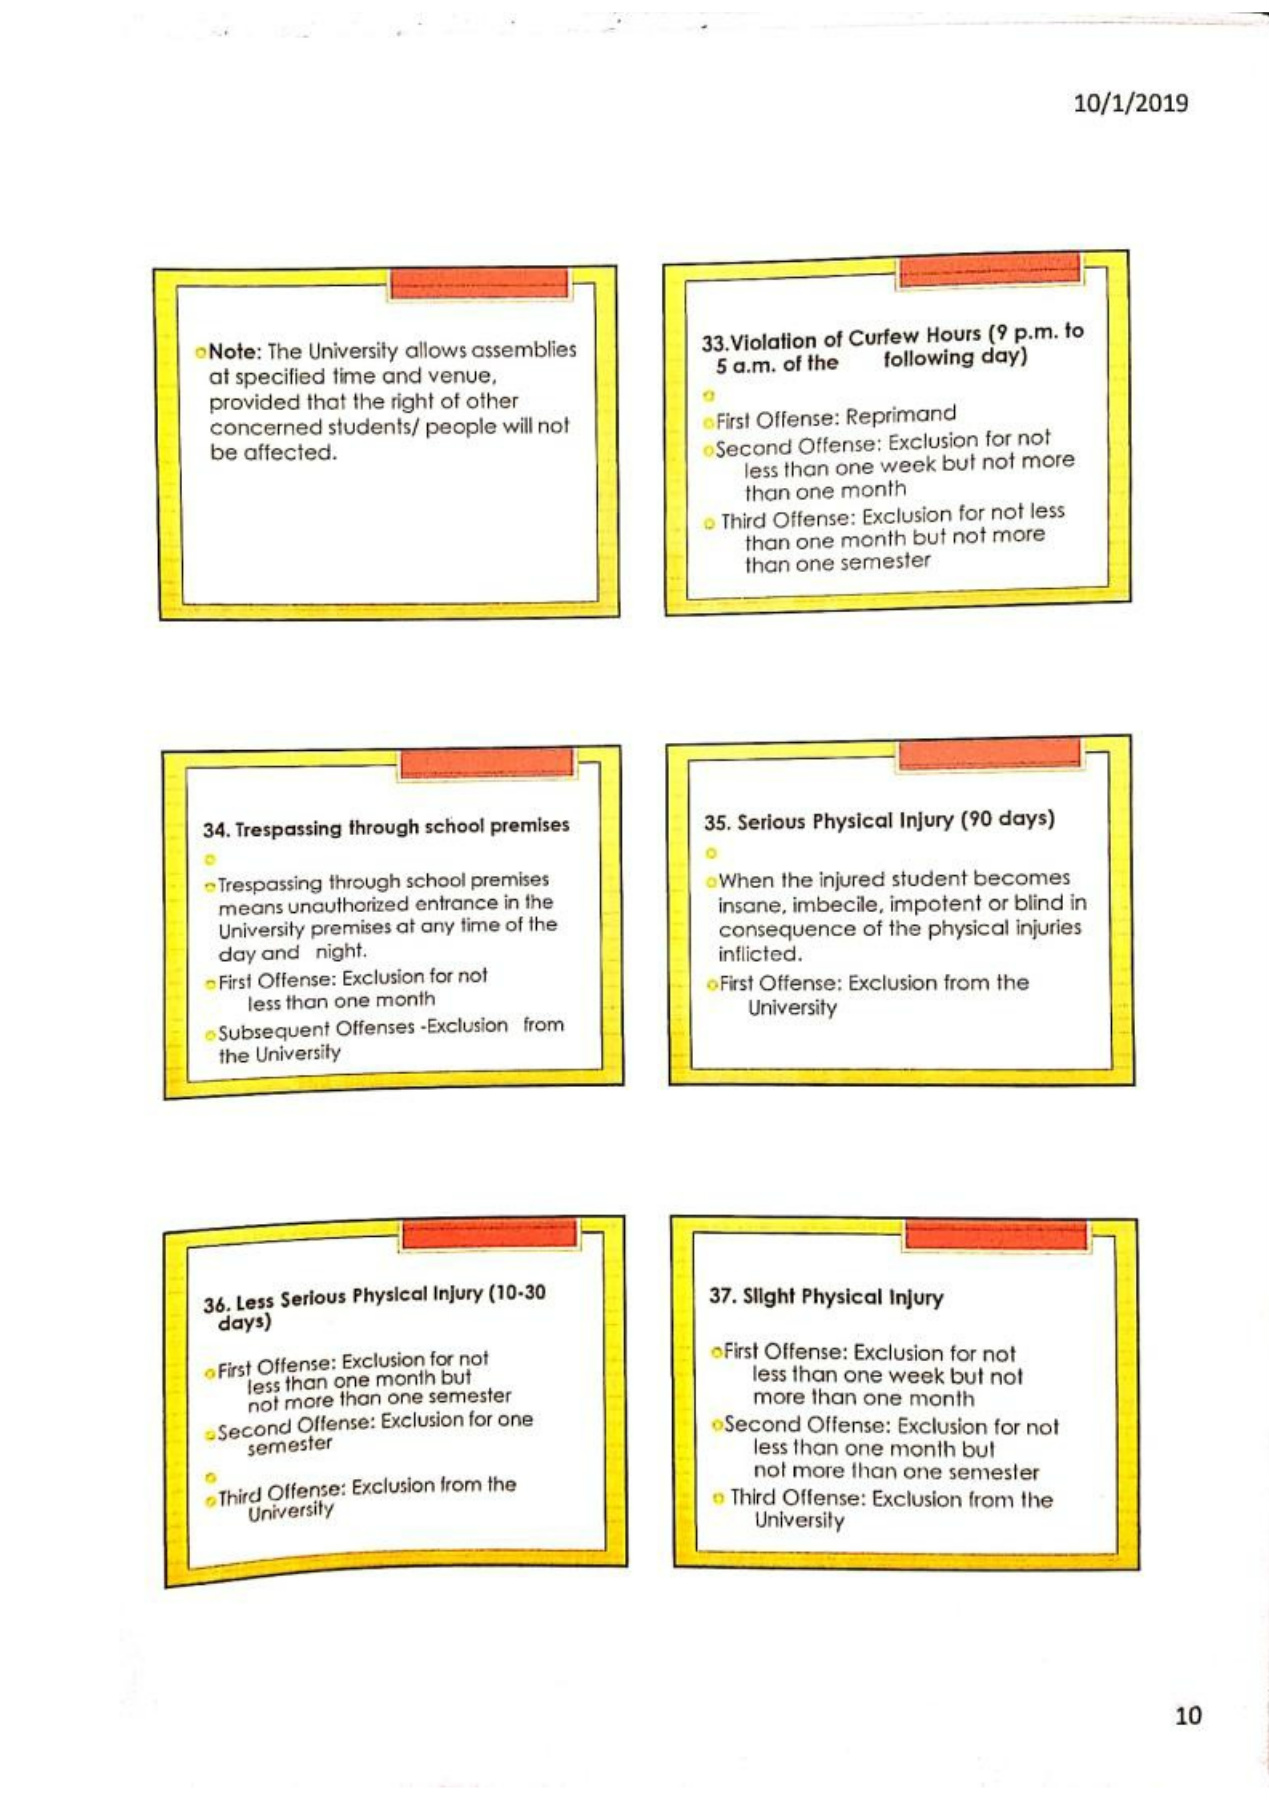 10/1/2019
Note: The University allows assemblies
at specified time and venue,
provided that the right of other
concerned students/ people will not
be affected.
33.Violation of Curfew Hours (9 p.m. to
5 a.m. of the following day)
First Offense: Reprimand
Second Offense: Exclusion for not
less than one week but not more
than one month
Third Offense: Exclusion for not less
than one month but not more
than one semester
34. Trespassing through school premises
Trespassing through school premises
means unauthorized entrance in the
University premises at any time of the
day and night.
First Offense: Exclusion for not
less than one month
Subsequent Offenses -Exclusion from
the University
35. Serious Physical Injury (90 days)
When the injured student becomes
insane, imbecile, impotent or blind in
consequence of the physical injuries
inflicted.
First Offense: Exclusion from the
University
36. Less Serious Physical Injury (10-30
days)
First Offense: Exclusion for not
less than one month but
not more than one semester
Second Offense: Exclusion for one
semester
Third Offense: Exclusion from the
University
37. Slight Physical Injury
First Offense: Exclusion for not
less than one week but not
more than one month
Second Offense: Exclusion for not
less than one month but
not more than one semester
Third Offense: Exclusion from the
University
10